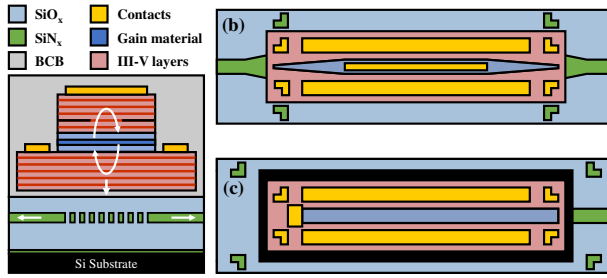 SiOₓ Contacts
SiNₓ Gain material
BCB III-V layers
Si Substrate
(b)
(c)